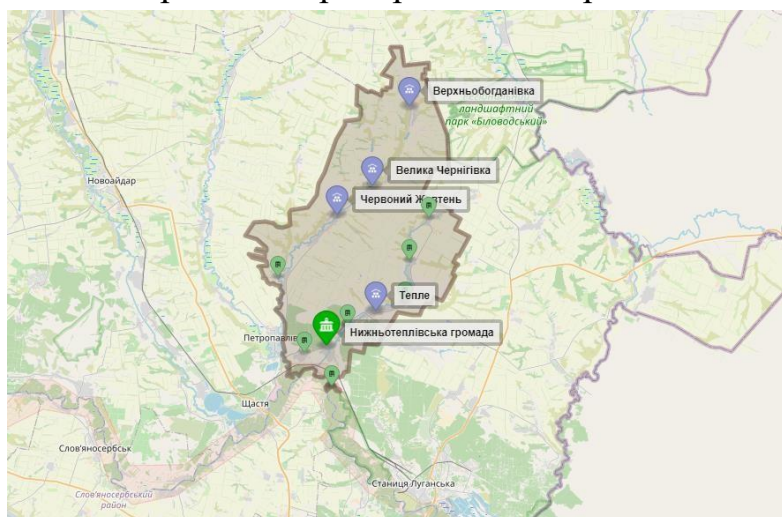 Верхньобогданівка
ландшафтний
парк «Біловодський»
Велика Чернігівка
Новоайдар
Червоний Жовтень
Тепле
Нижньотеплівська громада
Щастя
Слов'яносербськ
Слов'яносербський
район
Станиця Луганська